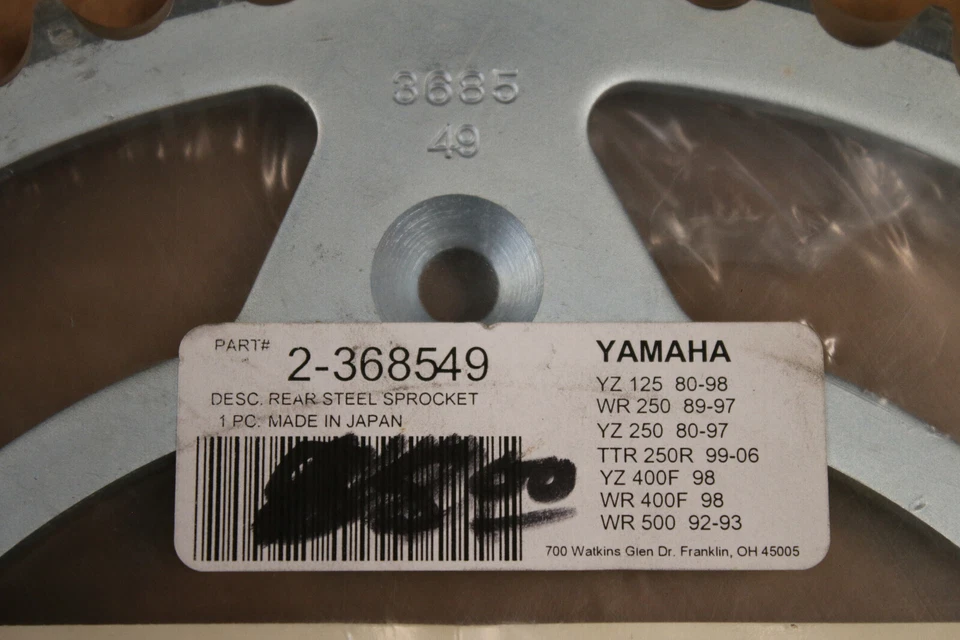 3685
49
PART# 2-368549
DESC. REAR STEEL SPROCKET
1 PC. MADE IN JAPAN
YAMAHA
YZ 125 80-98
WR 250 89-97
YZ 250 80-97
TTR 250R 99-06
YZ 400F 98
WR 400F 98
WR 500 92-93
700 Watkins Glen Dr. Franklin, OH 45005